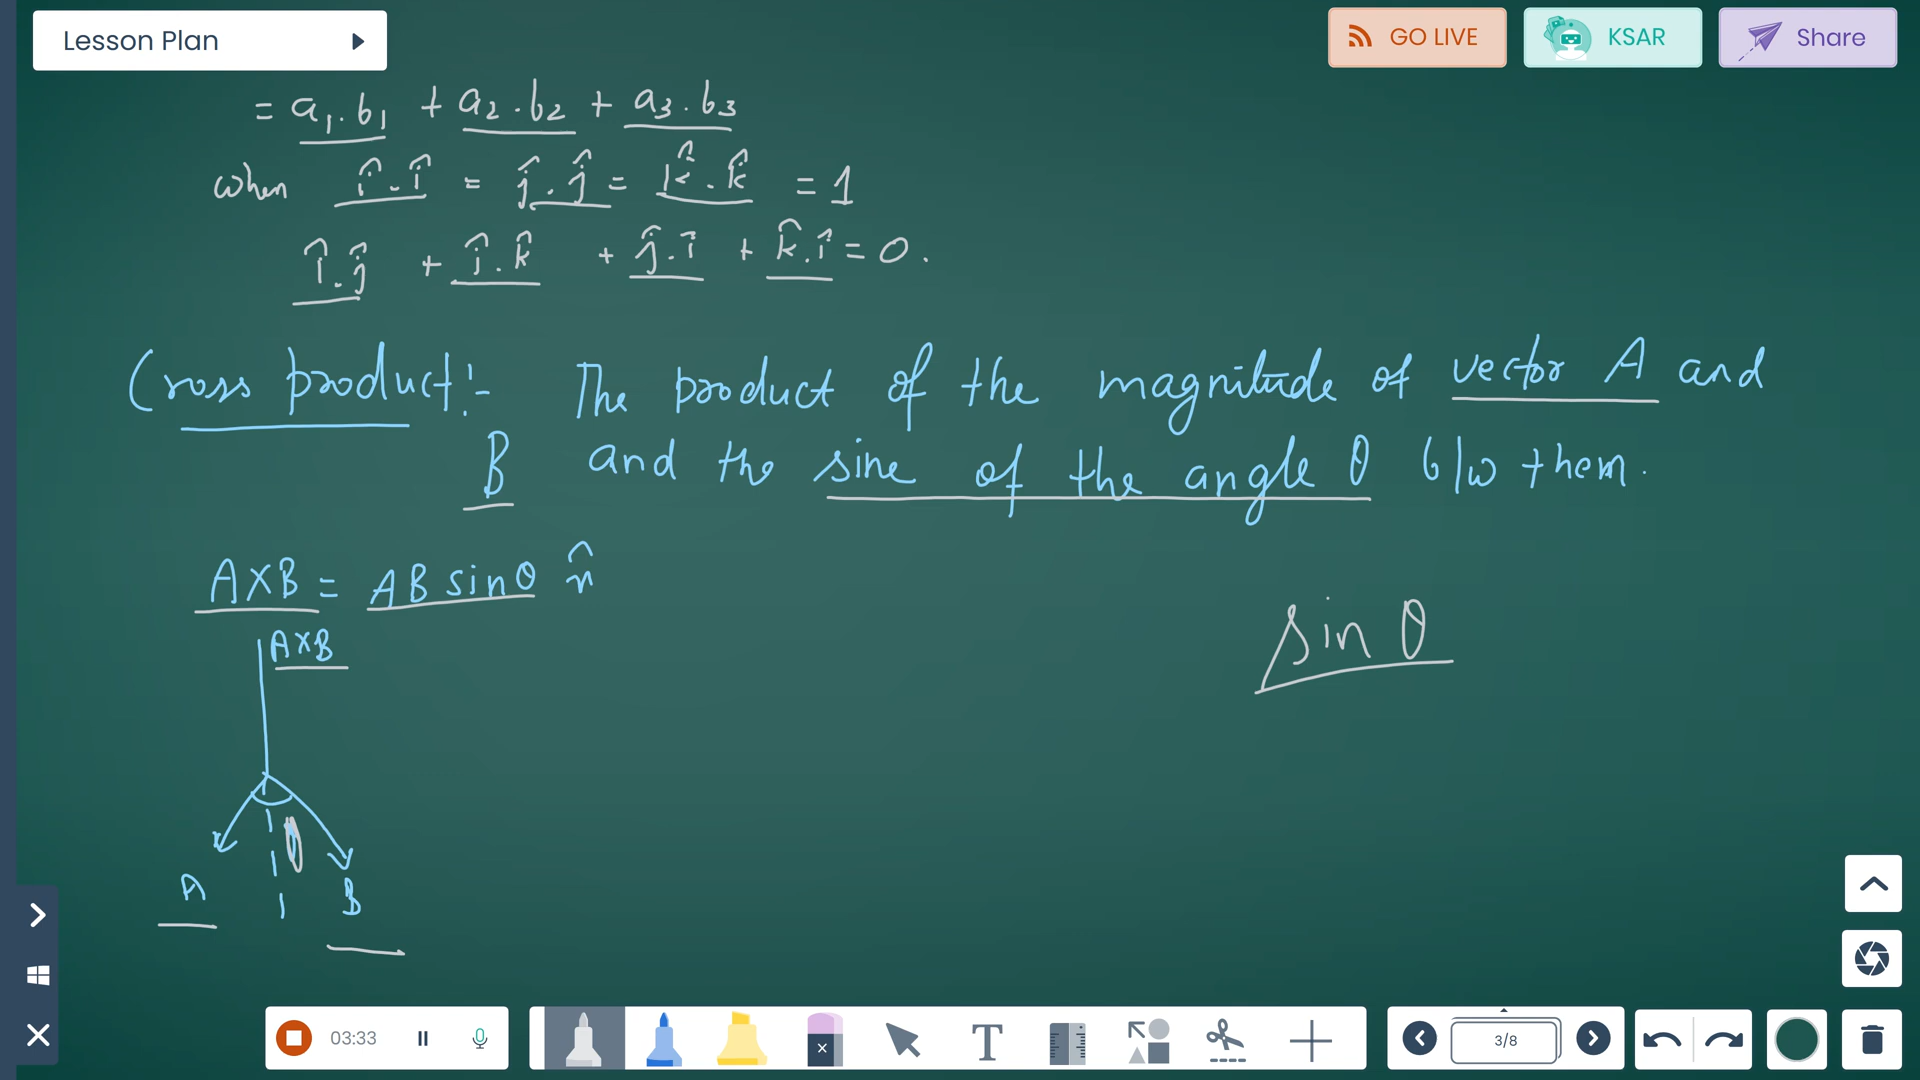 Lesson Plan
GO LIVE
KSAR
Share
= a₁.b₁ + a₂.b₂ + a₃.b₃
when î.î = ĵ.ĵ = k̂.k̂ = 1
î.ĵ + ĵ.k̂ + ĵ.î + k̂.î = 0.
Cross product:- The product of the magnitude of vector A and
B and the sine of the angle θ b/w them.
A×B = AB sinθ n̂
A×B
sin θ
θ
A
B
03:33
T
3/8